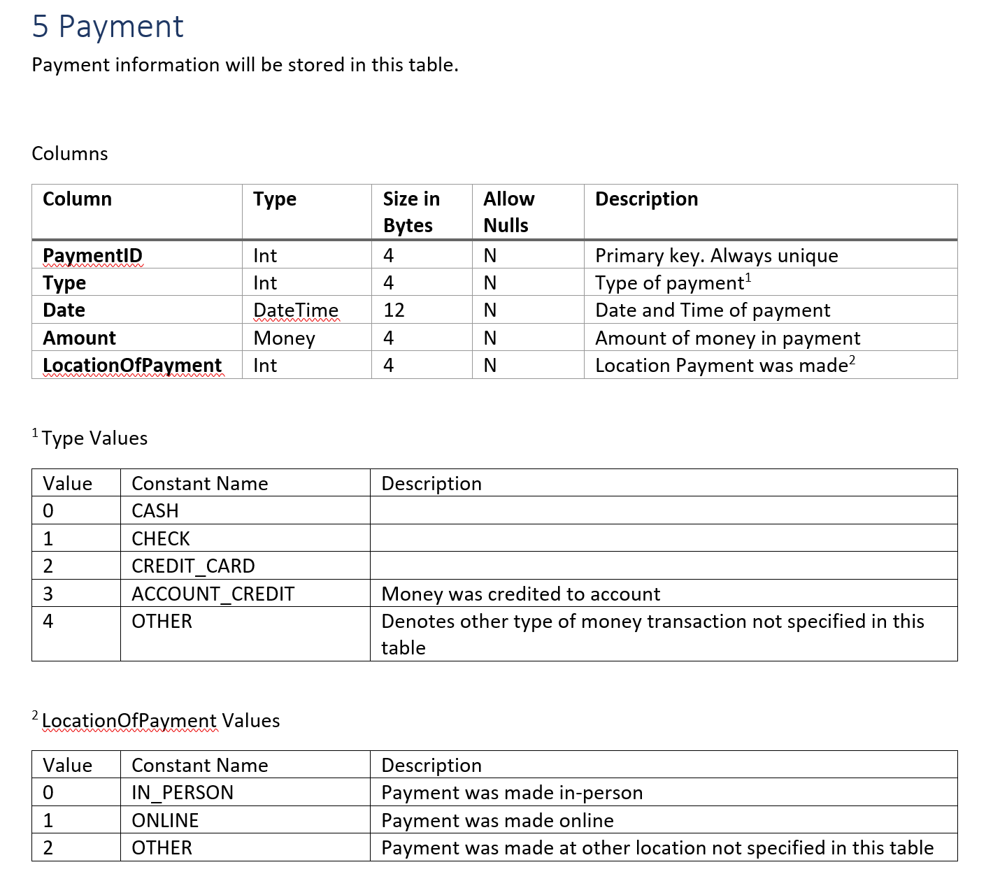 5 Payment
Payment information will be stored in this table.
Columns
Column Type Size in Bytes Allow Nulls Description
PaymentID Int 4 N Primary key. Always unique
Type Int 4 N Type of payment¹
Date DateTime 12 N Date and Time of payment
Amount Money 4 N Amount of money in payment
LocationOfPayment Int 4 N Location Payment was made²
¹ Type Values
Value Constant Name Description
0 CASH
1 CHECK
2 CREDIT_CARD
3 ACCOUNT_CREDIT Money was credited to account
4 OTHER Denotes other type of money transaction not specified in this
table
² LocationOfPayment Values
Value Constant Name Description
0 IN_PERSON Payment was made in-person
1 ONLINE Payment was made online
2 OTHER Payment was made at other location not specified in this table